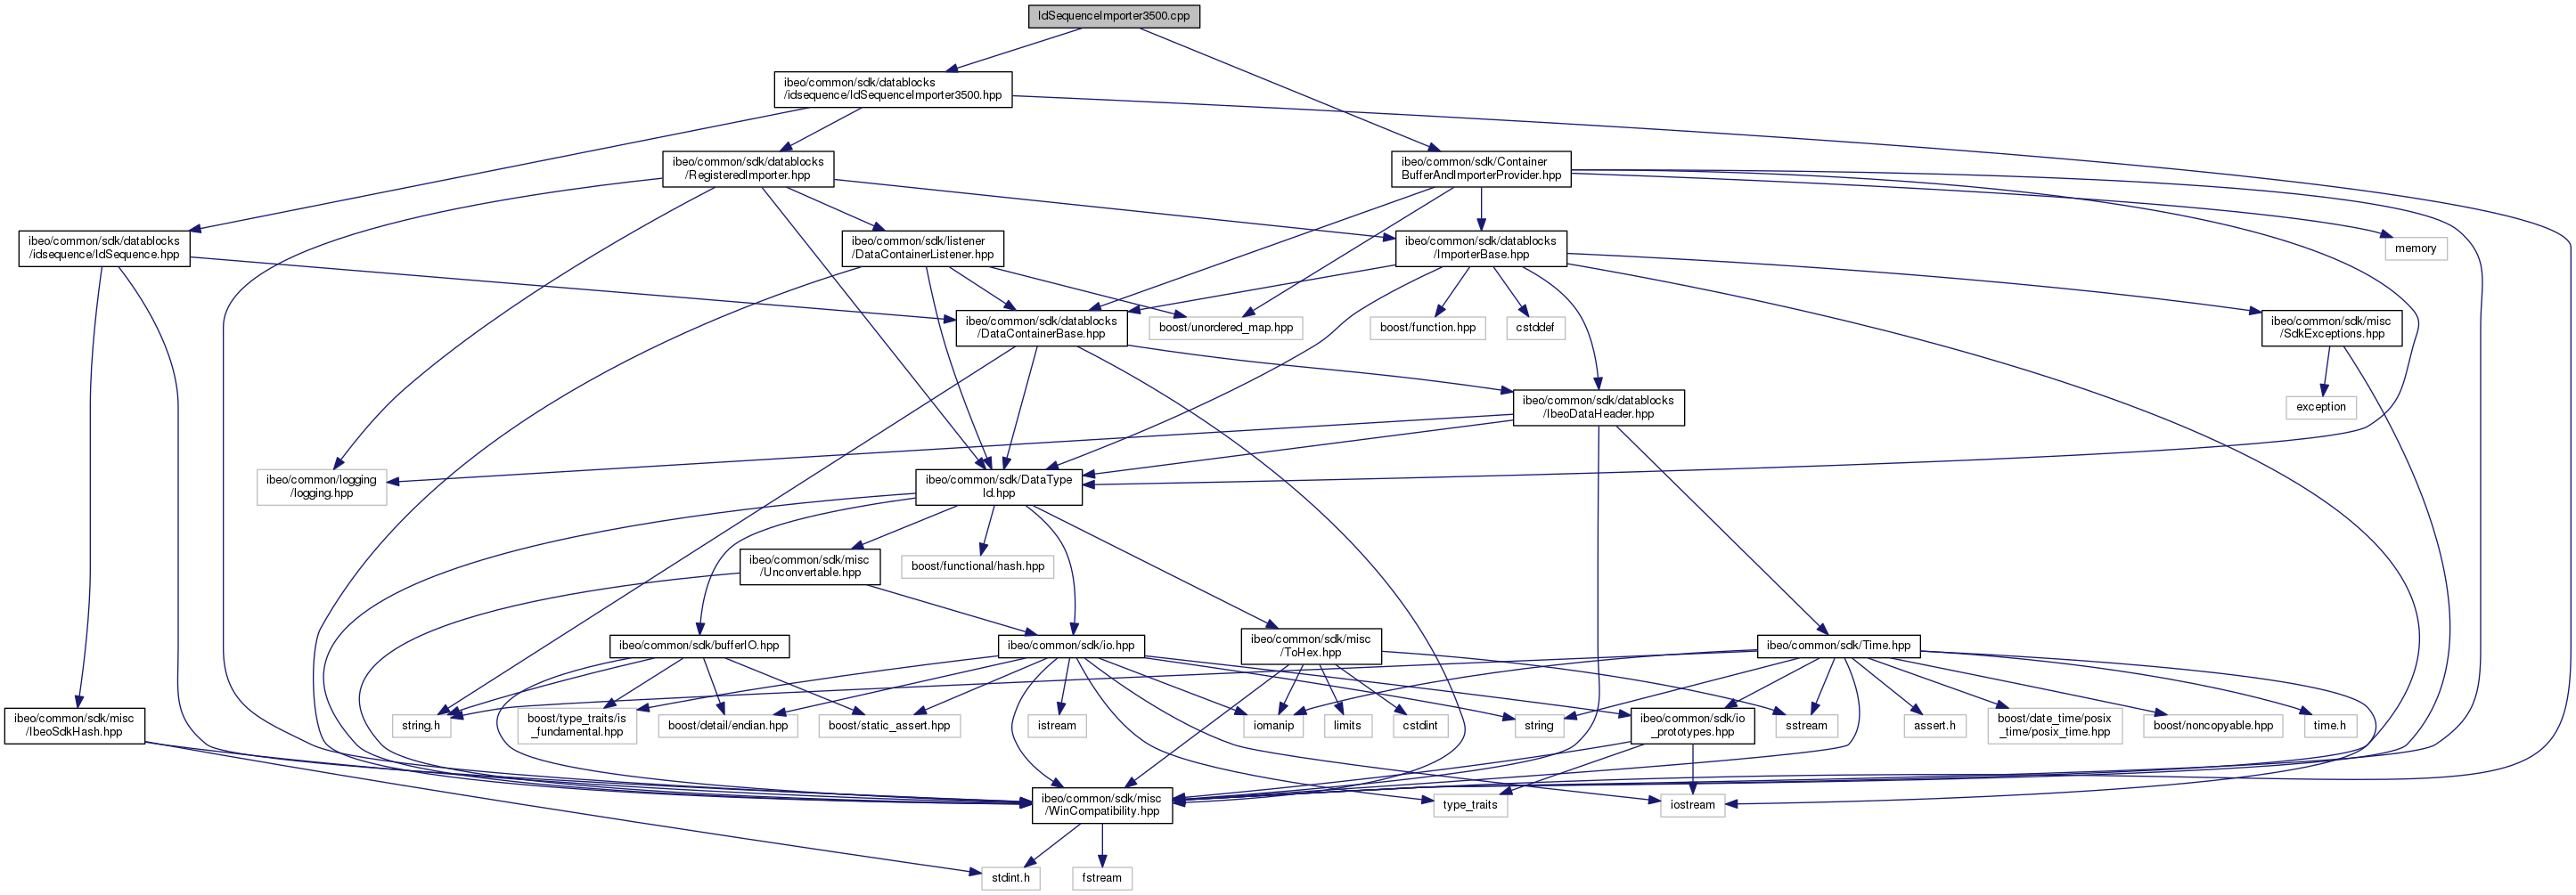 IdSequenceImporter3500.cpp
ibeo/common/sdk/datablocks
/idsequence/IdSequenceImporter3500.hpp
ibeo/common/sdk/datablocks
/RegisteredImporter.hpp
ibeo/common/sdk/Container
BufferAndImporterProvider.hpp
ibeo/common/sdk/datablocks
/idsequence/IdSequence.hpp
ibeo/common/sdk/listener
/DataContainerListener.hpp
ibeo/common/sdk/datablocks
/ImporterBase.hpp
memory
ibeo/common/sdk/datablocks
/DataContainerBase.hpp
boost/unordered_map.hpp
boost/function.hpp
cstddef
ibeo/common/sdk/misc
/SdkExceptions.hpp
ibeo/common/sdk/datablocks
/IbeoDataHeader.hpp
exception
ibeo/common/logging
/logging.hpp
ibeo/common/sdk/DataType
Id.hpp
ibeo/common/sdk/misc
/Unconvertable.hpp
boost/functional/hash.hpp
ibeo/common/sdk/bufferIO.hpp
ibeo/common/sdk/io.hpp
ibeo/common/sdk/misc
/ToHex.hpp
ibeo/common/sdk/Time.hpp
ibeo/common/sdk/misc
/IbeoSdkHash.hpp
string.h
boost/type_traits/is
_fundamental.hpp
boost/detail/endian.hpp
boost/static_assert.hpp
istream
iomanip
limits
cstdint
string
ibeo/common/sdk/io
_prototypes.hpp
sstream
assert.h
boost/date_time/posix
_time/posix_time.hpp
boost/noncopyable.hpp
time.h
ibeo/common/sdk/misc
/WinCompatibility.hpp
type_traits
iostream
stdint.h
fstream